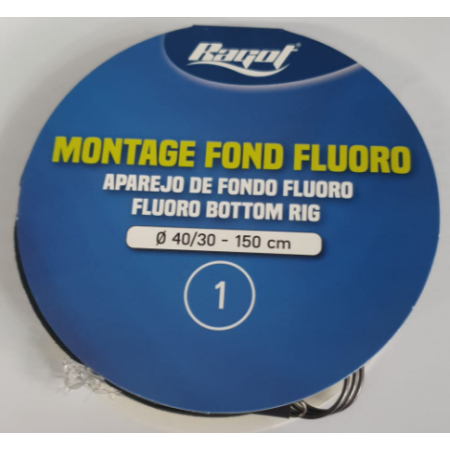 Ragot
MONTAGE FOND FLUORO
APAREJO DE FONDO FLUORO
FLUORO BOTTOM RIG
Ø 40/30 - 150 cm
1